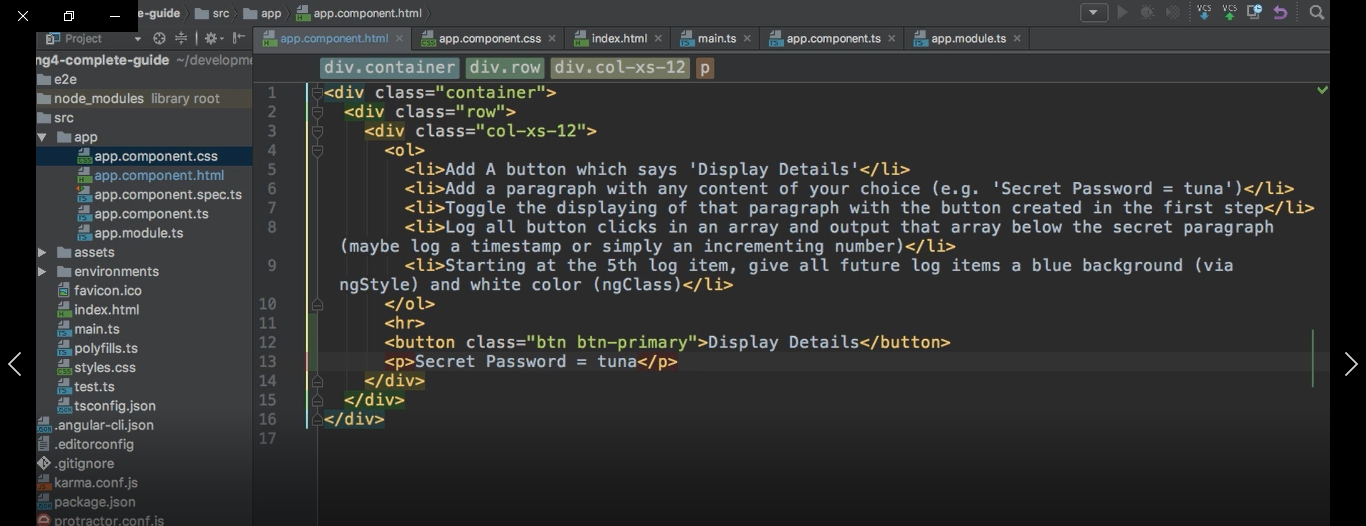 e-guide src app app.component.html
Project
app.component.html app.component.css index.html main.ts app.component.ts app.module.ts
VCS VCS
ng4-complete-guide ~/developme
e2e
node_modules library root
src
app
app.component.css
app.component.html
app.component.spec.ts
app.component.ts
app.module.ts
assets
environments
favicon.ico
index.html
main.ts
polyfills.ts
styles.css
test.ts
tsconfig.json
.angular-cli.json
.editorconfig
.gitignore
karma.conf.js
package.json
protractor.conf.js
div.container div.row div.col-xs-12 p
1 <div class="container">
2 <div class="row">
3 <div class="col-xs-12">
4 <ol>
5 <li>Add A button which says 'Display Details'</li>
6 <li>Add a paragraph with any content of your choice (e.g. 'Secret Password = tuna')</li>
7 <li>Toggle the displaying of that paragraph with the button created in the first step</li>
8 <li>Log all button clicks in an array and output that array below the secret paragraph
(maybe log a timestamp or simply an incrementing number)</li>
9 <li>Starting at the 5th log item, give all future log items a blue background (via
ngStyle) and white color (ngClass)</li>
10 </ol>
11 <hr>
12 <button class="btn btn-primary">Display Details</button>
13 <p>Secret Password = tuna</p>
14 </div>
15 </div>
16 </div>
17